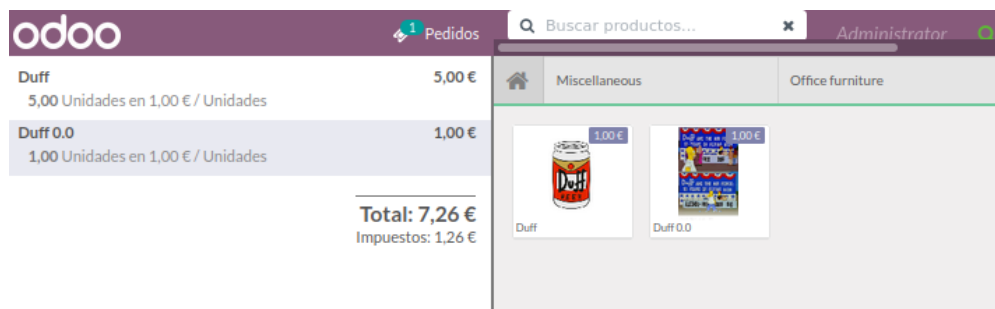 odoo
1 Pedidos
Buscar productos...
Administrator
Duff 5,00 €
5,00 Unidades en 1,00 € / Unidades
Duff 0.0 1,00 €
1,00 Unidades en 1,00 € / Unidades
Total: 7,26 €
Impuestos: 1,26 €
Miscellaneous
Office furniture
1,00 €
Duff
BEER
Duff
1,00 €
Duff 0.0